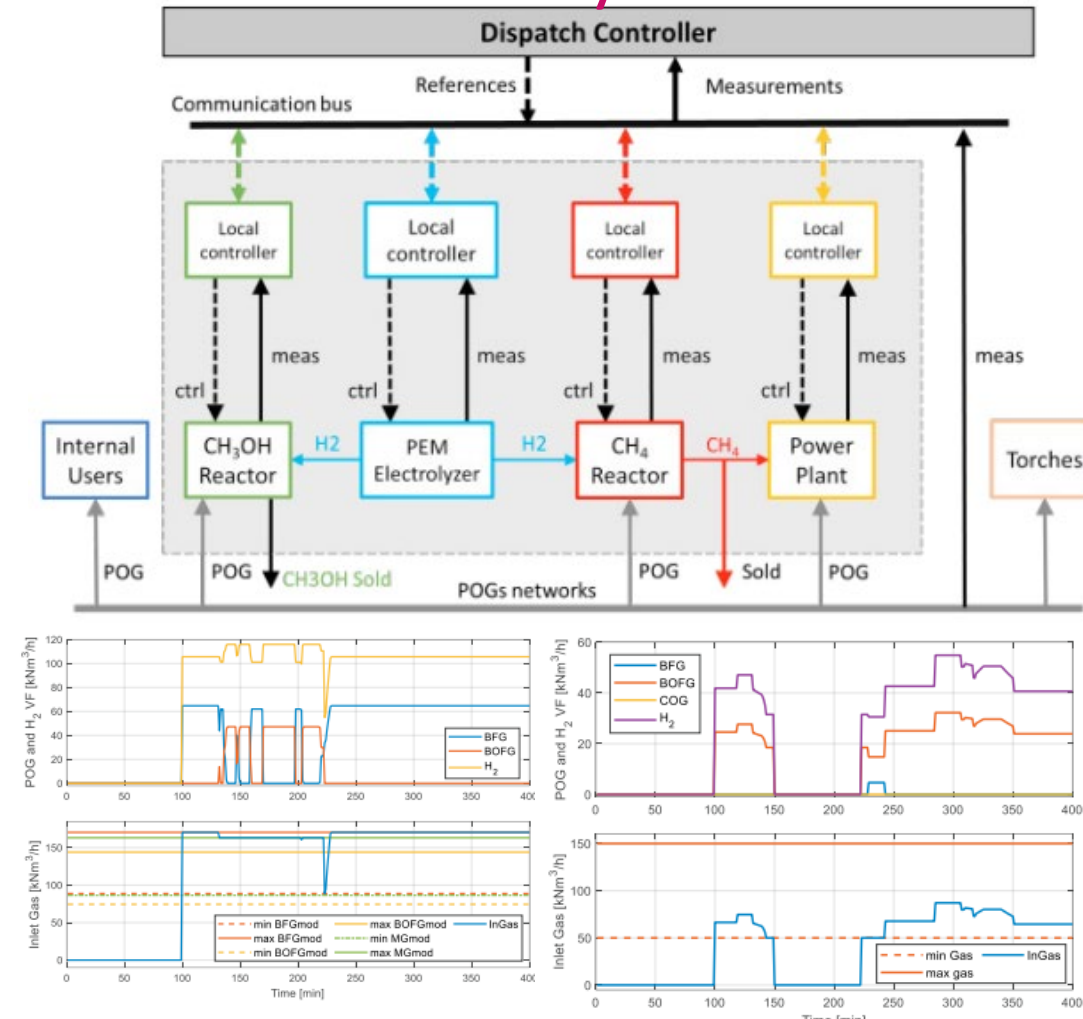 Dispatch Controller
References
Measurements
Communication bus
Local
controller
Local
controller
Local
controller
Local
controller
meas
meas
meas
meas
meas
ctrl
ctrl
ctrl
ctrl
Internal
Users
CH₃OH
Reactor
H2
PEM
Electrolyzer
H2
CH₄
Reactor
CH₄
Power
Plant
Torches
POG
POG
CH3OH Sold
POGs networks
POG
Sold
POG
POG and H₂ VF [kNm³/h]
120
100
80
60
40
20
0
BFG
BOFG
H₂
0 50 100 150 200 250 300 350 400
POG and H₂ VF [kNm³/h]
60
40
20
0
BFG
BOFG
COG
H₂
0 50 100 150 200 250 300 350 400
Inlet Gas [kNm³/h]
150
100
50
0
min BFGmod
max BFGmod
min BOFGmod
max BOFGmod
min MGmod
max MGmod
InGas
0 50 100 150 200 250 300 350
Time [min]
Inlet Gas [kNm³/h]
150
100
50
0
min Gas
max gas
InGas
0 50 100 150 200 250 300 350 400
Time [min]